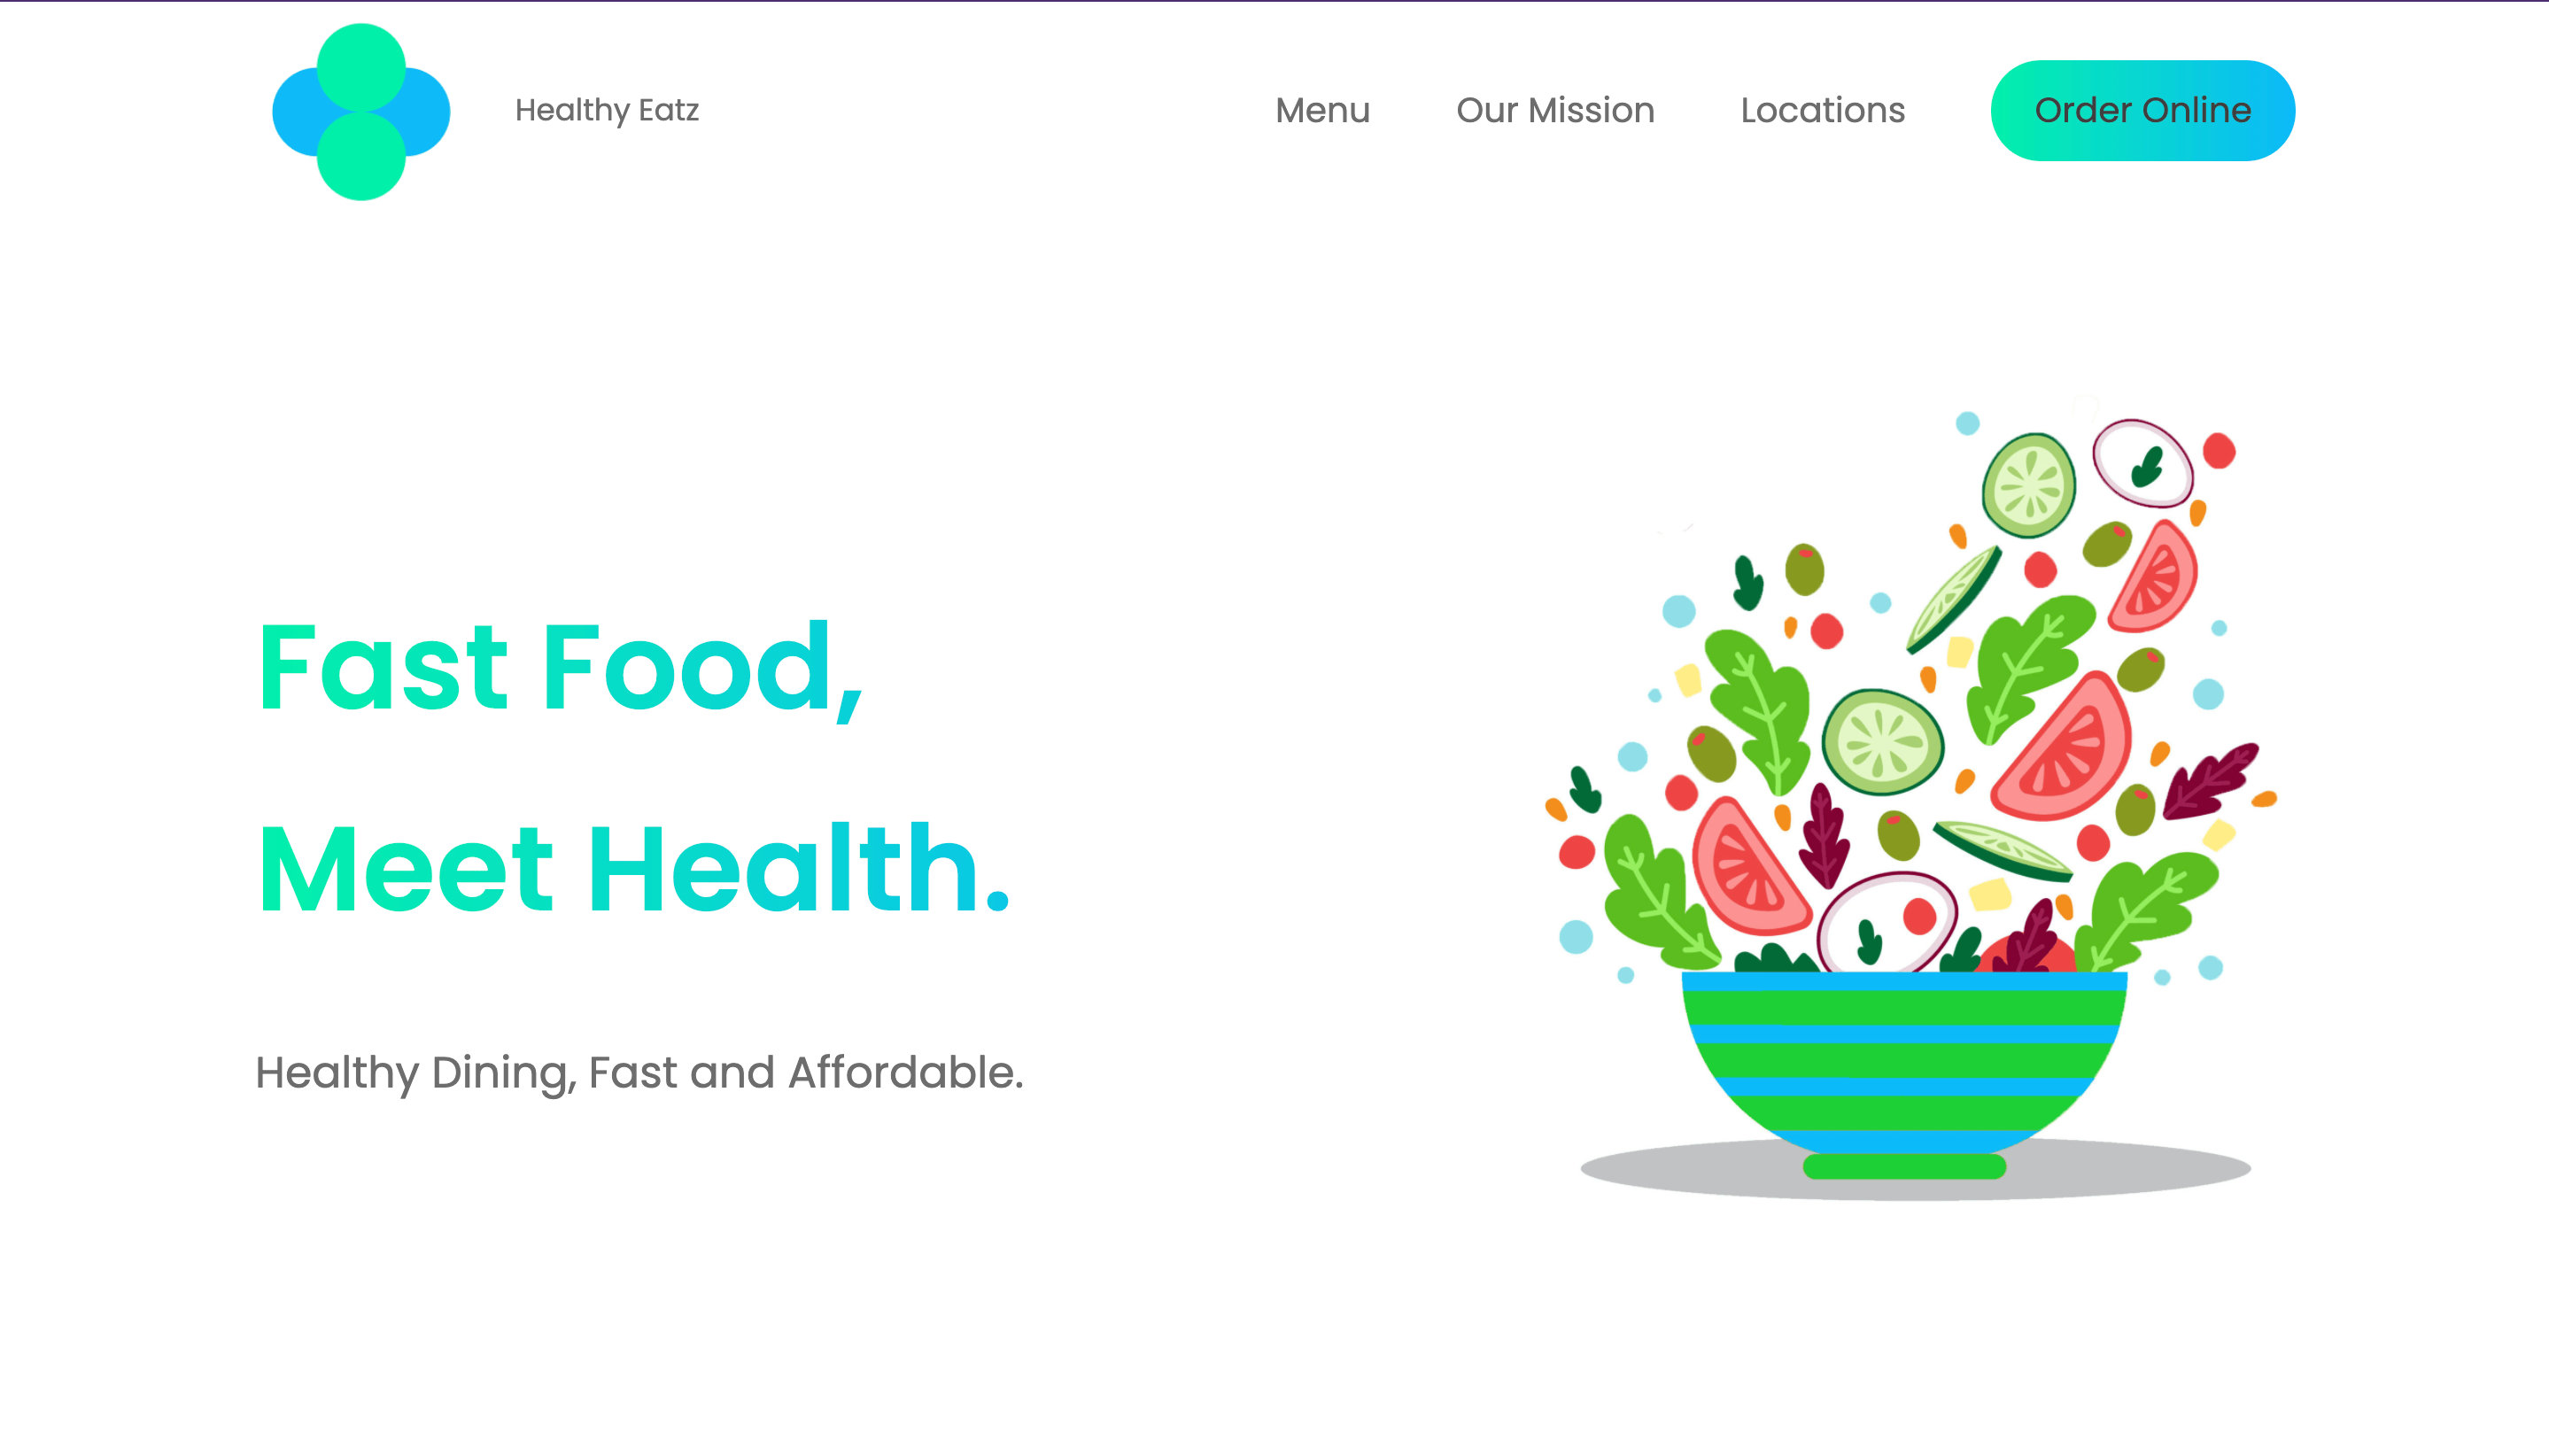 Healthy Eatz
Menu
Our Mission
Locations
Order Online
Fast Food,
Meet Health.
Healthy Dining, Fast and Affordable.